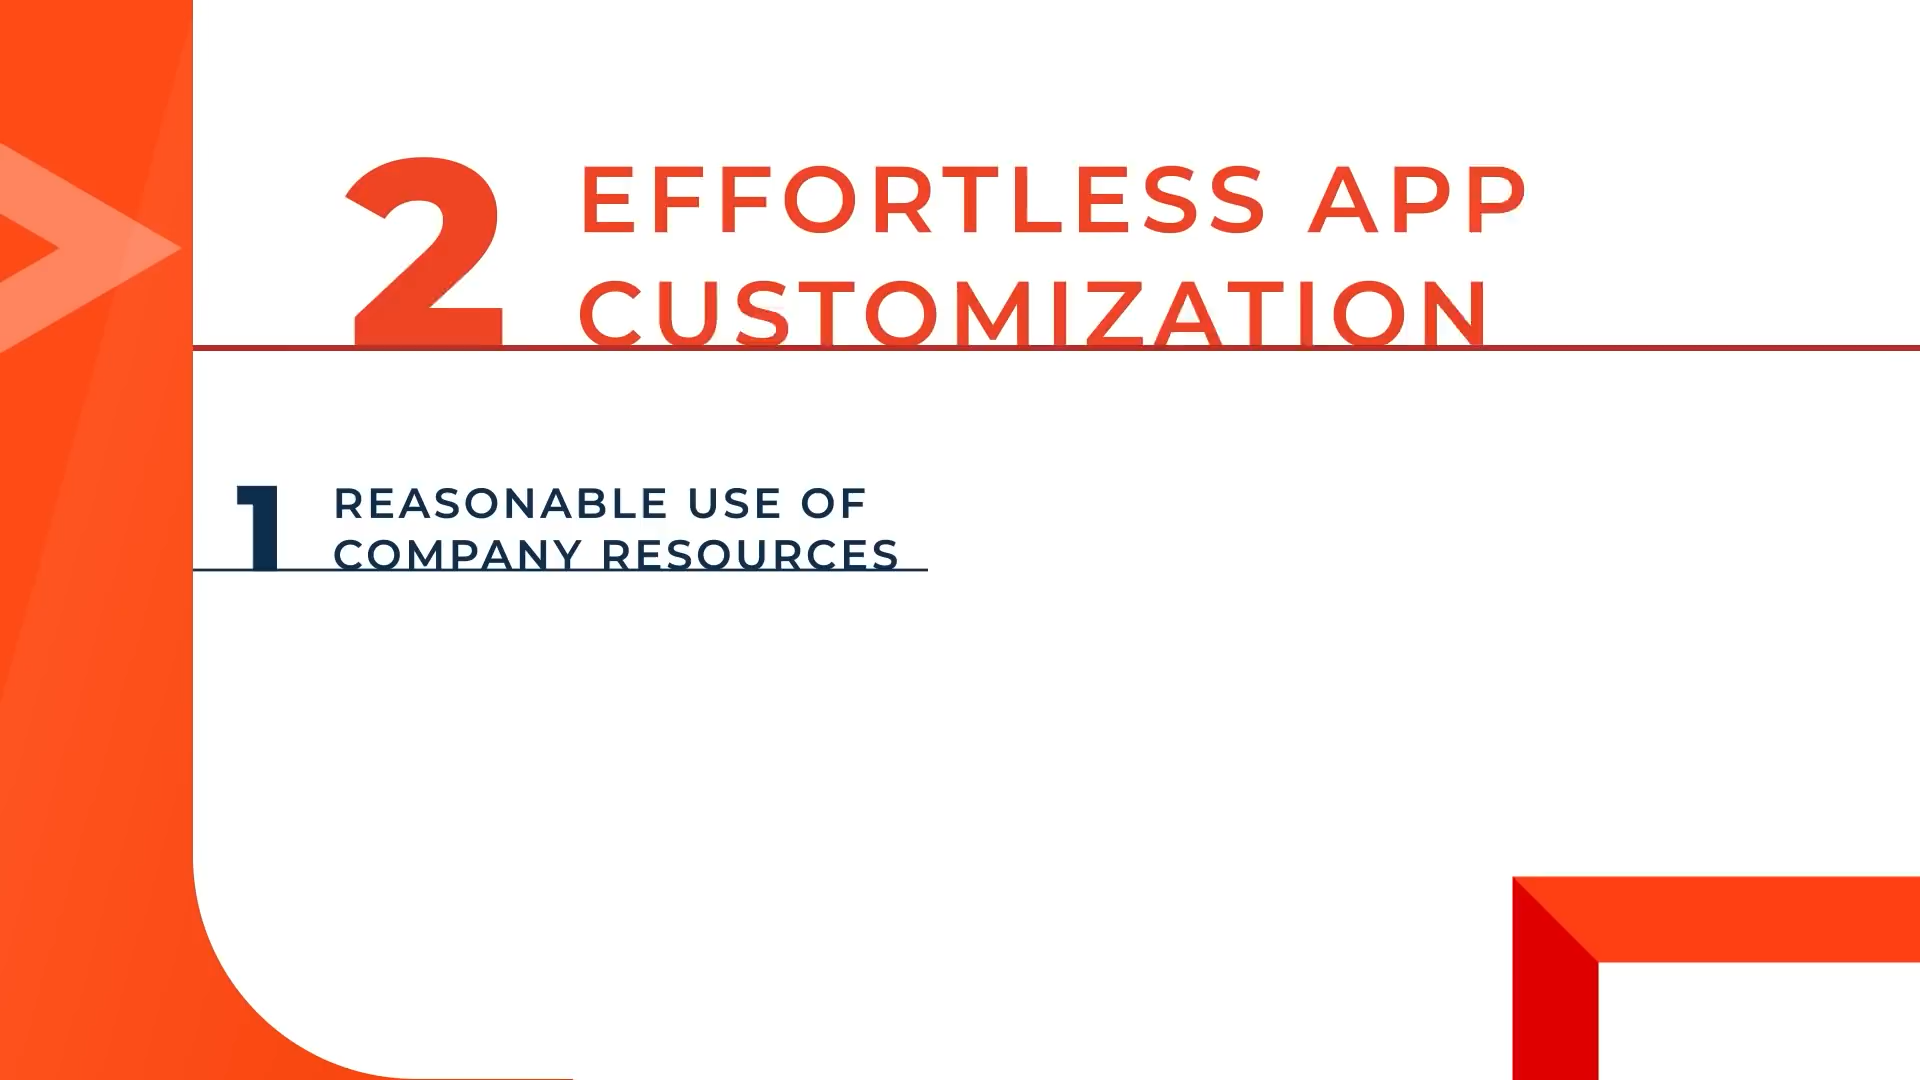 2 EFFORTLESS APP
CUSTOMIZATION
1 REASONABLE USE OF
COMPANY RESOURCES